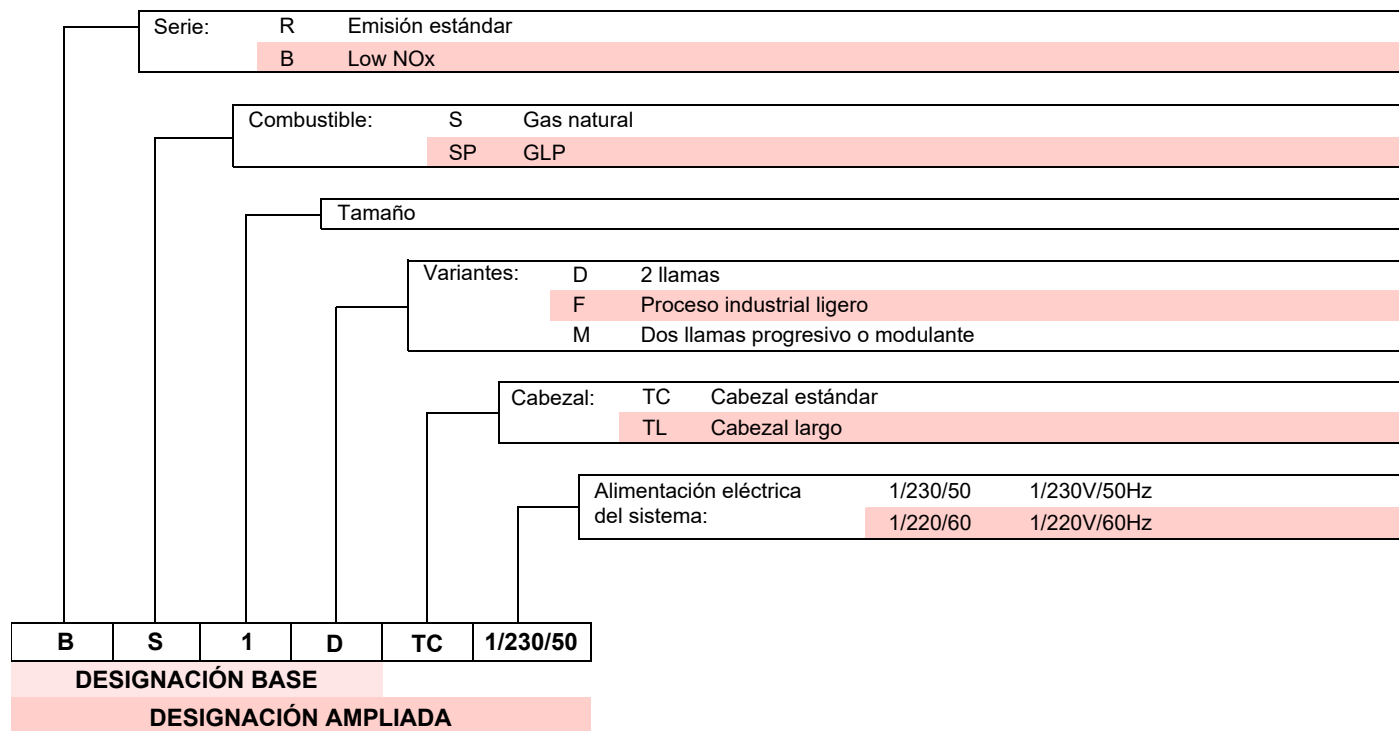 Serie: R Emisión estándar
B Low NOx
Combustible: S Gas natural
SP GLP
Tamaño
Variantes: D 2 llamas
F Proceso industrial ligero
M Dos llamas progresivo o modulante
Cabezal: TC Cabezal estándar
TL Cabezal largo
Alimentación eléctrica 1/230/50 1/230V/50Hz
del sistema: 1/220/60 1/220V/60Hz
B S 1 D TC 1/230/50
DESIGNACIÓN BASE
DESIGNACIÓN AMPLIADA